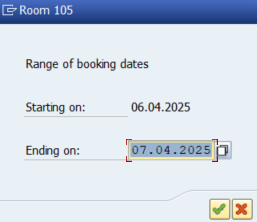 Room 105
Range of booking dates
Starting on: 06.04.2025
Ending on: 07.04.2025